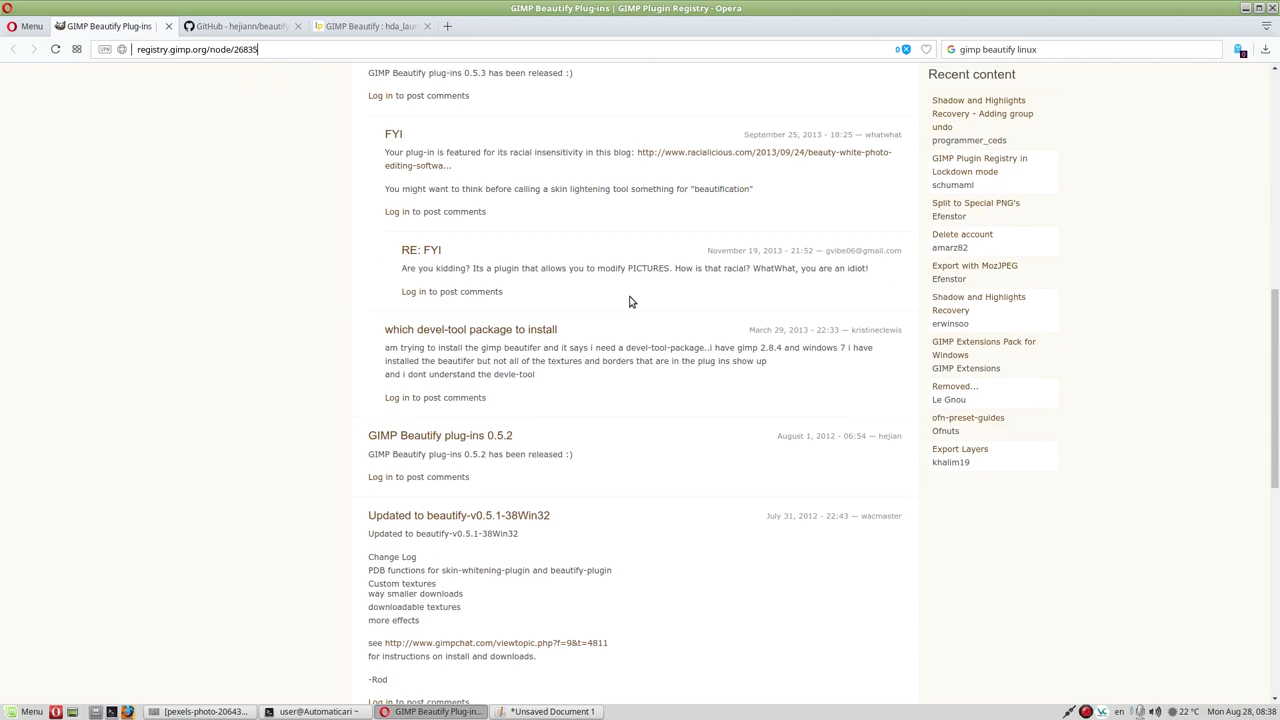 GIMP Beautify Plug-ins | GIMP Plugin Registry - Opera
Menu
GIMP Beautify Plug-ins |
GitHub - hejiann/beautify
GIMP Beautify : hda_laun
VPN
registry.gimp.org/node/26835
0
gimp beautify linux
GIMP Beautify plug-ins 0.5.3 has been released :)
Log in to post comments
FYI
September 25, 2013 - 18:25 — whatwhat
Your plug-in is featured for its racial insensitivity in this blog: http://www.racialicious.com/2013/09/24/beauty-white-photo-
editing-softwa...
You might want to think before calling a skin lightening tool something for "beautification"
Log in to post comments
RE: FYI
November 19, 2013 - 21:52 — gvibe06@gmail.com
Are you kidding? Its a plugin that allows you to modify PICTURES. How is that racial? WhatWhat, you are an idiot!
Log in to post comments
which devel-tool package to install
March 29, 2013 - 22:33 — kristineclewis
am trying to install the gimp beautifer and it says i need a devel-tool-package..i have gimp 2.8.4 and windows 7 i have
installed the beautifer but not all of the textures and borders that are in the plug ins show up
and i dont understand the devle-tool
Log in to post comments
GIMP Beautify plug-ins 0.5.2
August 1, 2012 - 06:54 — hejian
GIMP Beautify plug-ins 0.5.2 has been released :)
Log in to post comments
Updated to beautify-v0.5.1-38Win32
July 31, 2012 - 22:43 — wacmaster
Updated to beautify-v0.5.1-38Win32
Change Log
PDB functions for skin-whitening-plugin and beautify-plugin
Custom textures
way smaller downloads
downloadable textures
more effects
see http://www.gimpchat.com/viewtopic.php?f=9&t=4811
for instructions on install and downloads.
-Rod
Log in to post comments
Recent content
Shadow and Highlights
Recovery - Adding group
undo
programmer_ceds
GIMP Plugin Registry in
Lockdown mode
schumaml
Split to Special PNG's
Efenstor
Delete account
amarz82
Export with MozJPEG
Efenstor
Shadow and Highlights
Recovery
erwinsoo
GIMP Extensions Pack for
Windows
GIMP Extensions
Removed...
Le Gnou
ofn-preset-guides
Ofnuts
Export Layers
khalim19
Menu
[pexels-photo-20643...
user@Automaticari ~
GIMP Beautify Plug-in...
*Unsaved Document 1
en
22 °C
Mon Aug 28, 08:38